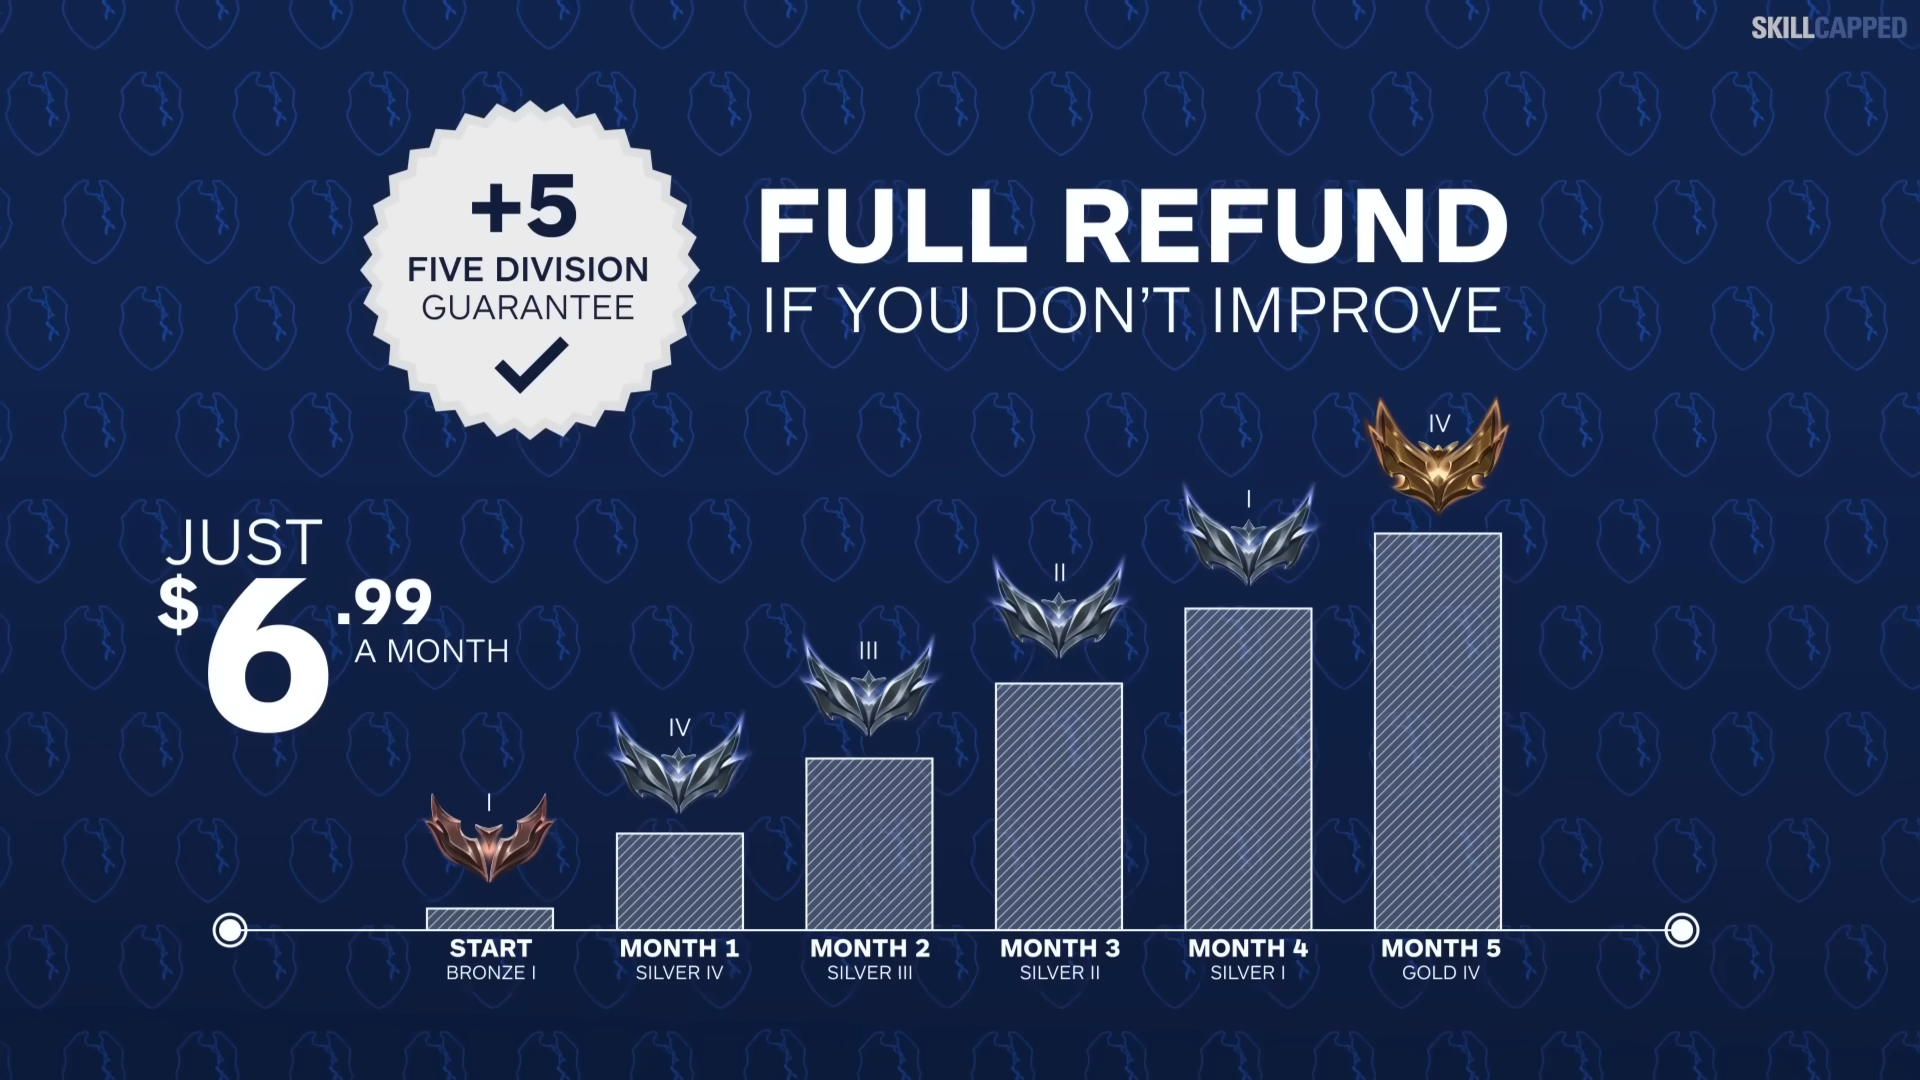 SKILLCAPPED
+5
FIVE DIVISION
GUARANTEE
FULL REFUND
IF YOU DON'T IMPROVE
JUST
$6.99
A MONTH
I
IV
III
II
I
IV
START
BRONZE I
MONTH 1
SILVER IV
MONTH 2
SILVER III
MONTH 3
SILVER II
MONTH 4
SILVER I
MONTH 5
GOLD IV